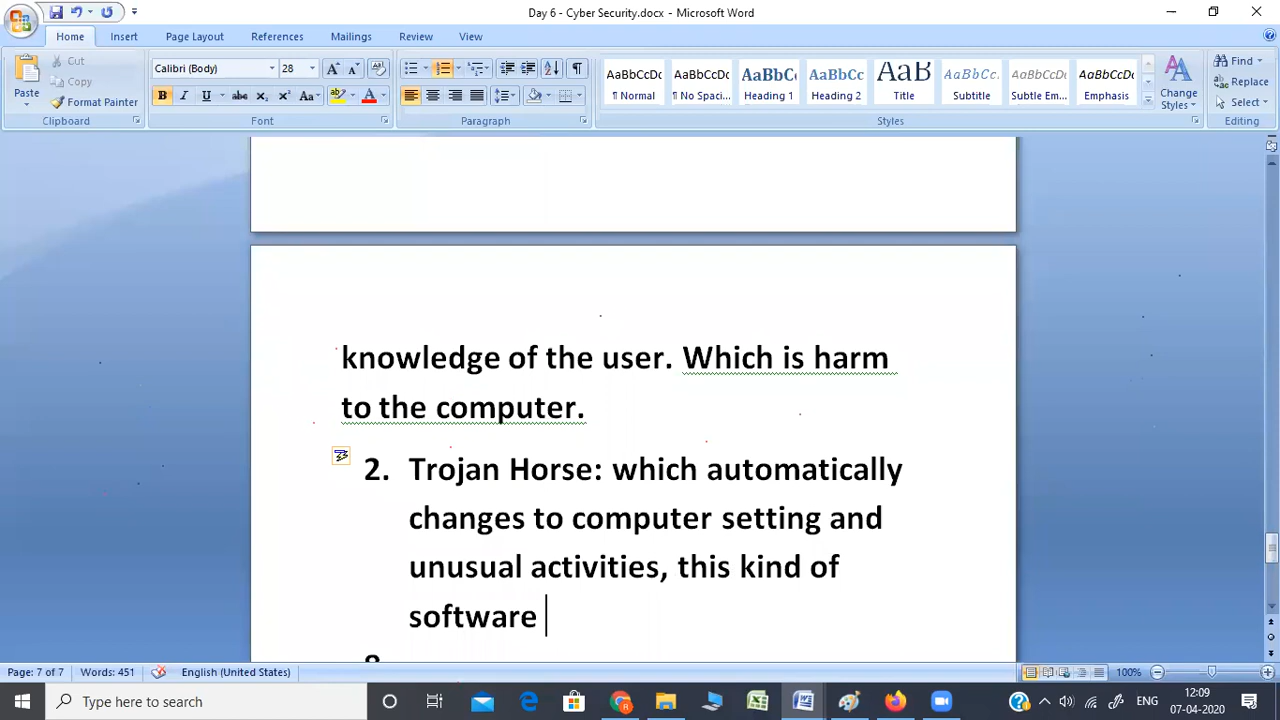 Day 6 - Cyber Security.docx - Microsoft Word
Home Insert Page Layout References Mailings Review View
Cut
Copy
Format Painter
Paste
Clipboard
Calibri (Body) 28
Font
Paragraph
AaBbCcDc AaBbCcDc AaBbCc AaBbCc AaB AaBbCc AaBbCcDc AaBbCcDc
¶ Normal ¶ No Spaci... Heading 1 Heading 2 Title Subtitle Subtle Em... Emphasis
Change
Styles
Styles
Find
Replace
Select
Editing
knowledge of the user. Which is harm
to the computer.
2. Trojan Horse: which automatically
changes to computer setting and
unusual activities, this kind of
software
Page: 7 of 7 Words: 451 English (United States) 100%
Type here to search
ENG
12:09
07-04-2020